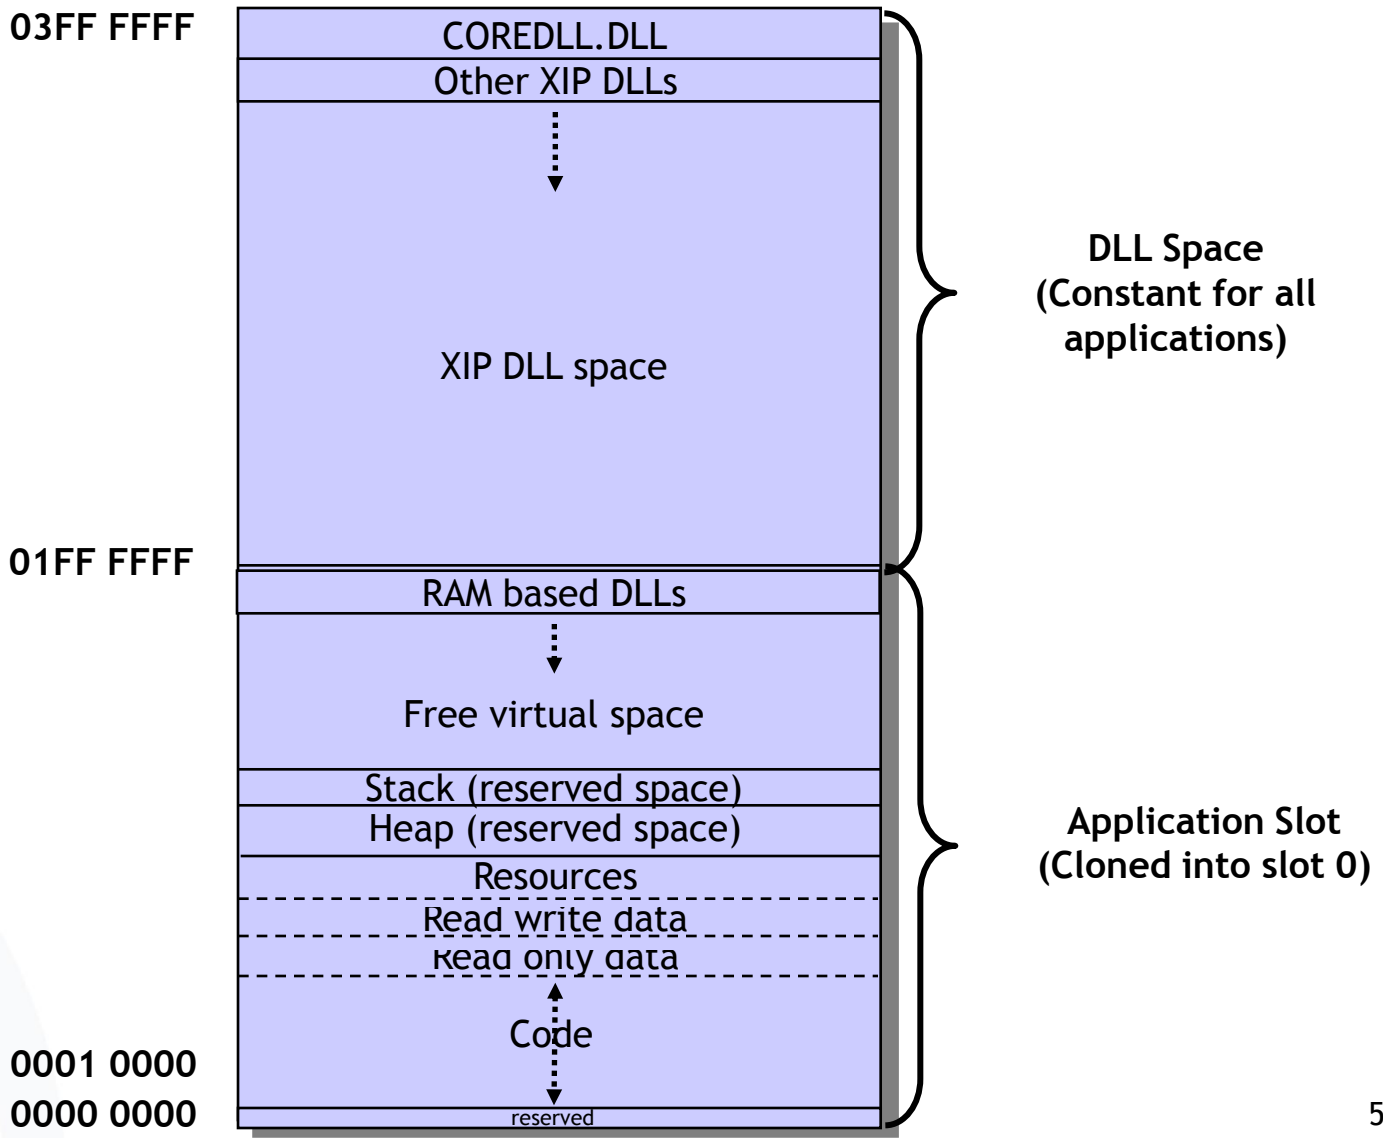 03FF FFFF
COREDLL.DLL
Other XIP DLLs
DLL Space
(Constant for all
applications)
XIP DLL space
01FF FFFF
RAM based DLLs
Free virtual space
Stack (reserved space)
Heap (reserved space)
Application Slot
(Cloned into slot 0)
Resources
Read write data
Read only data
Code
0001 0000
0000 0000
reserved
5